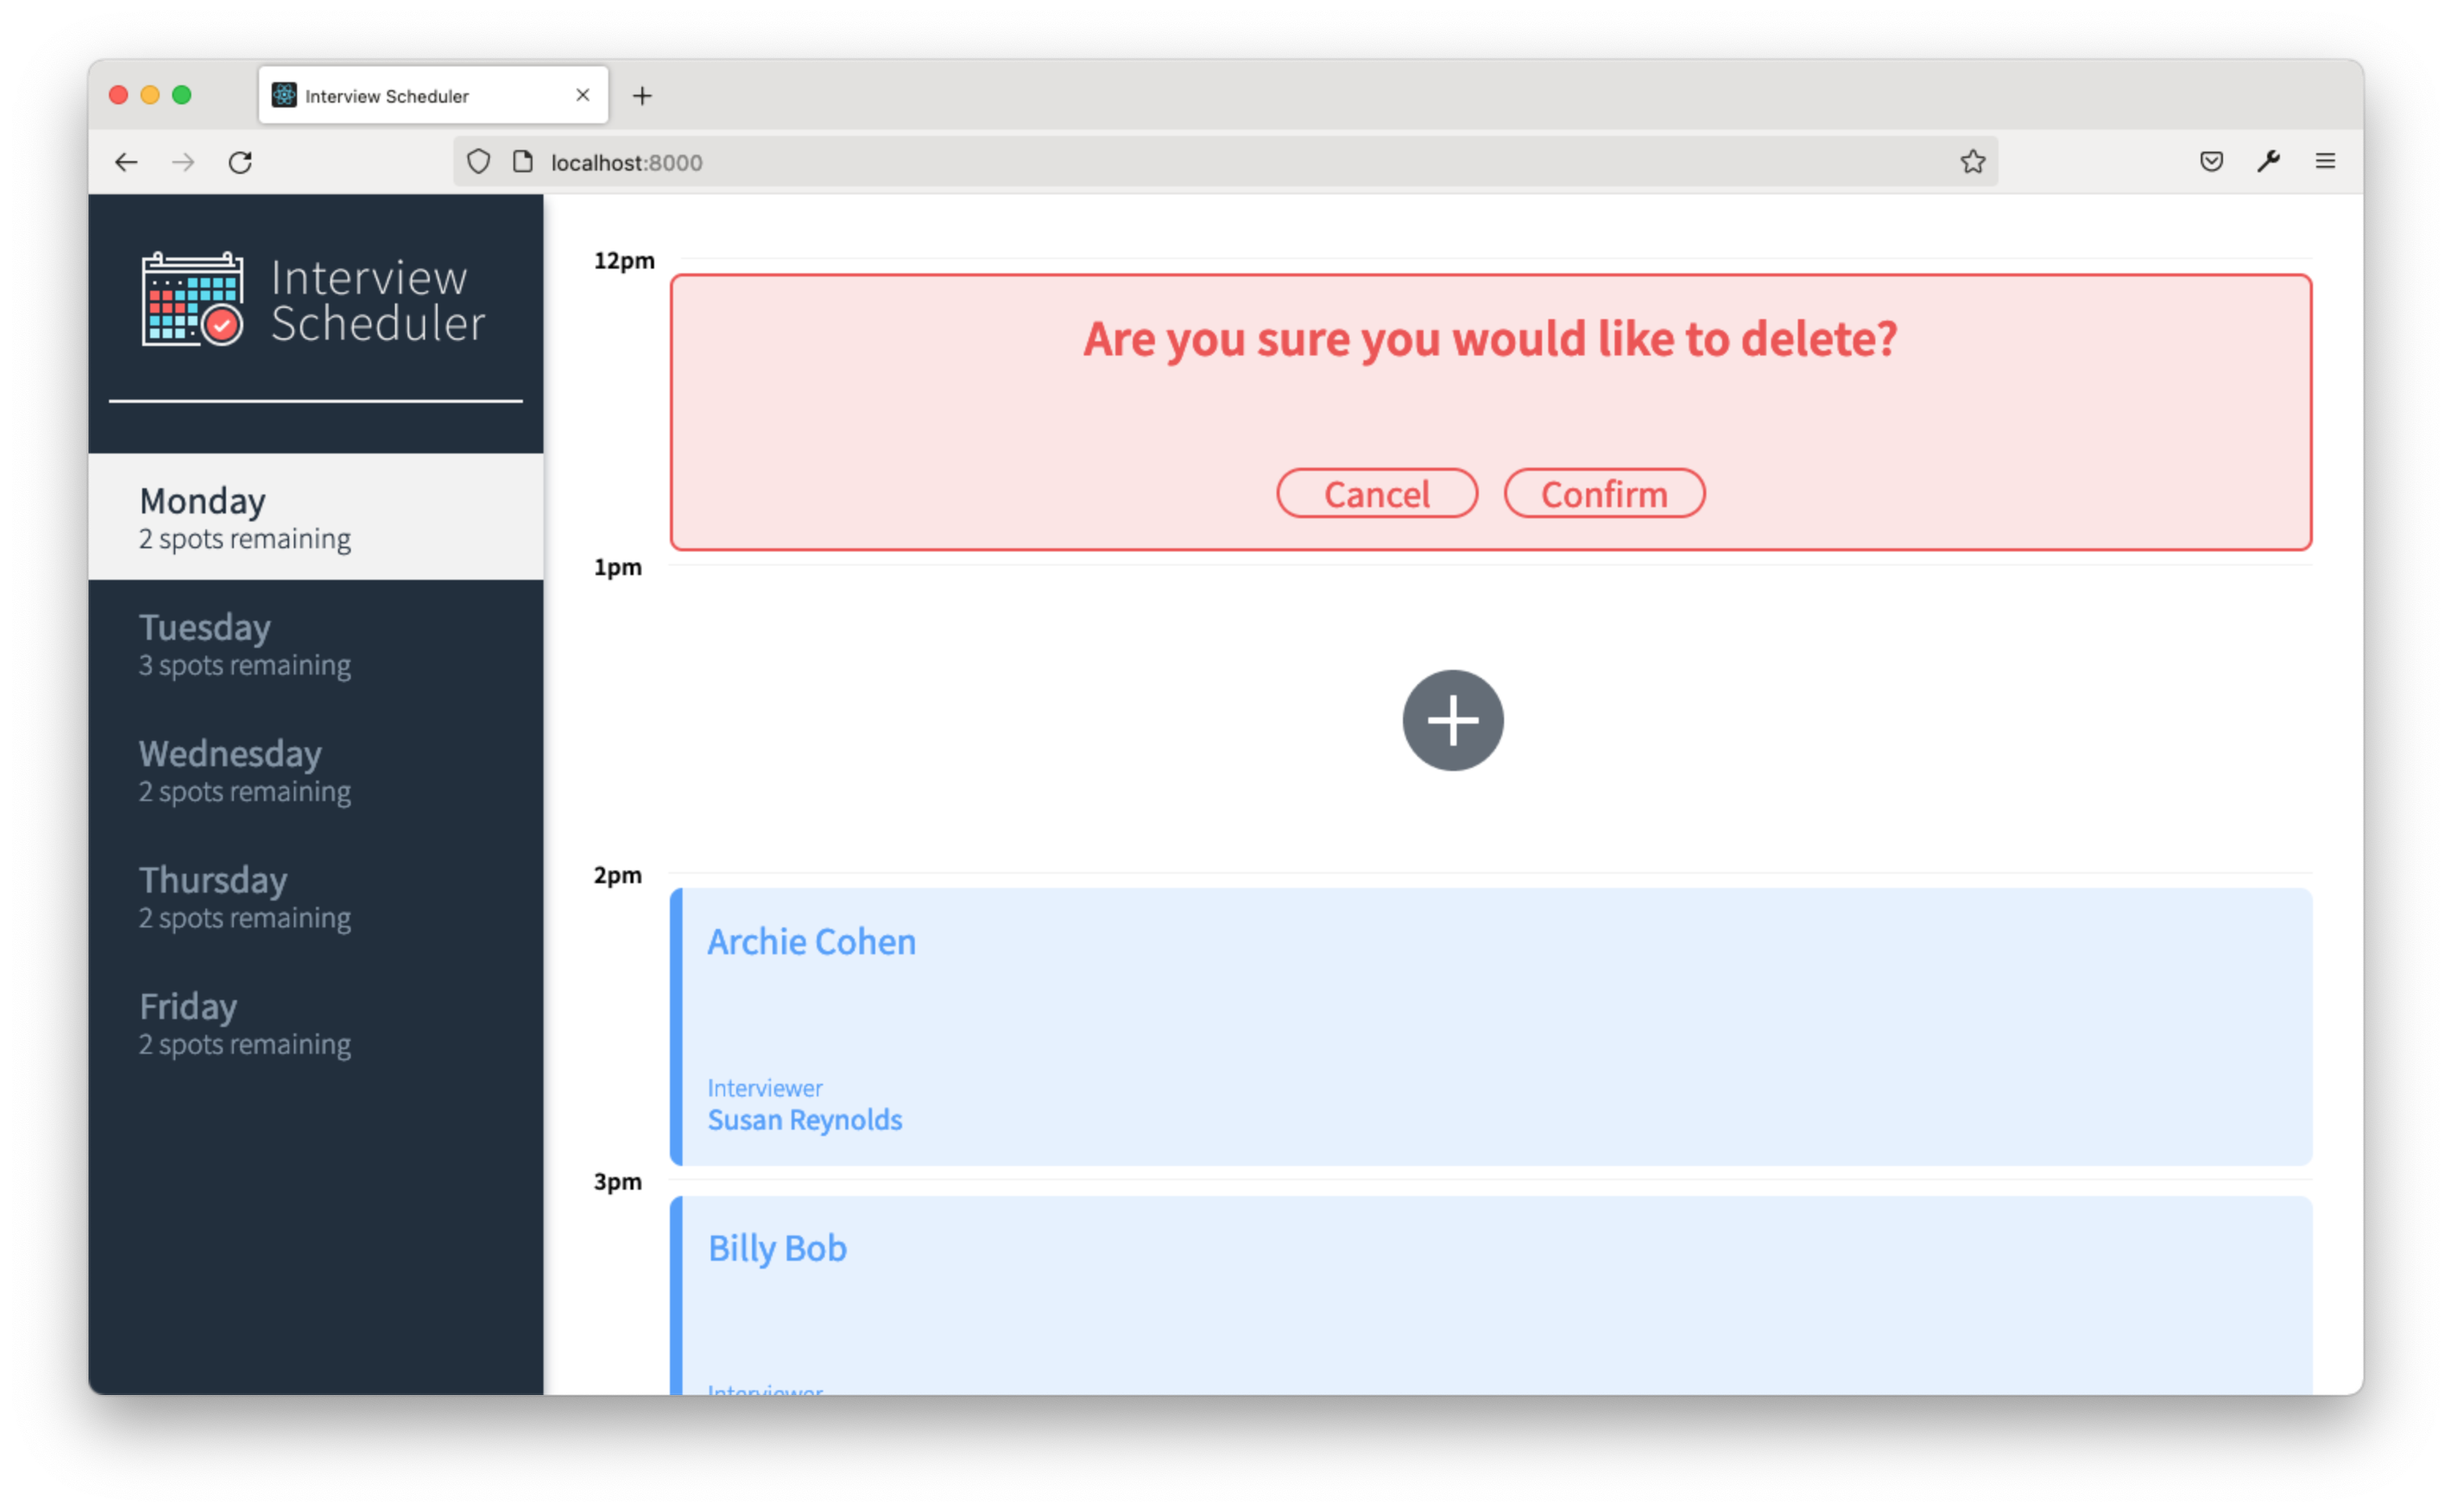 Interview Scheduler
localhost:8000
Interview
Scheduler
Monday
2 spots remaining
Tuesday
3 spots remaining
Wednesday
2 spots remaining
Thursday
2 spots remaining
Friday
2 spots remaining
12pm
Are you sure you would like to delete?
Cancel Confirm
1pm
2pm
Archie Cohen
Interviewer
Susan Reynolds
3pm
Billy Bob
Interviewer